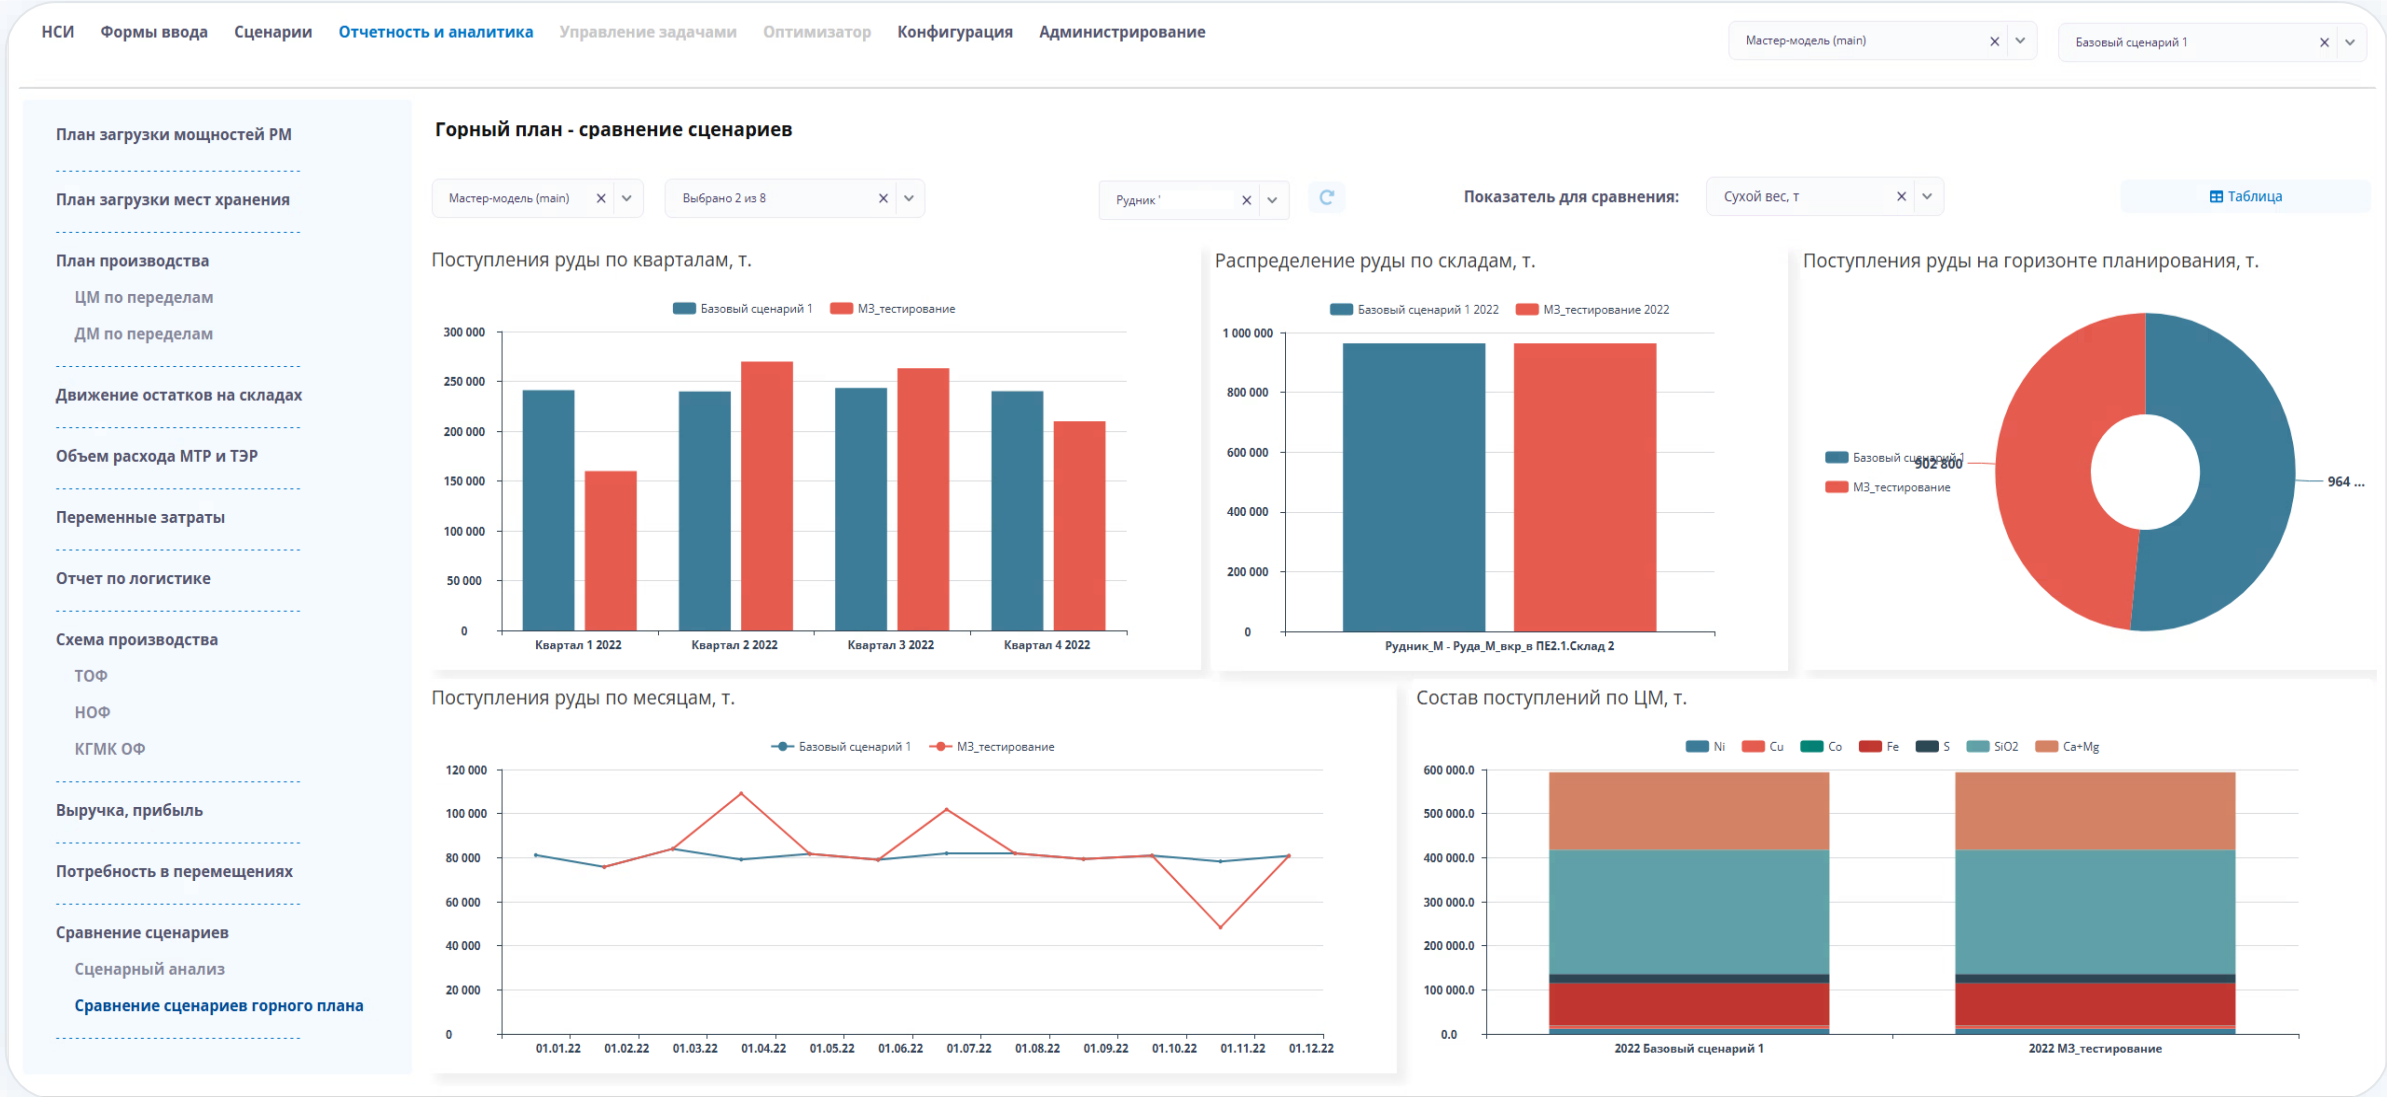 НСИ Формы ввода Сценарии Отчетность и аналитика Управление задачами Оптимизатор Конфигурация Администрирование
Мастер-модель (main)
Базовый сценарий 1
План загрузки мощностей РМ
План загрузки мест хранения
План производства
ЦМ по переделам
ДМ по переделам
Движение остатков на складах
Объем расхода МТР и ТЭР
Переменные затраты
Отчет по логистике
Схема производства
ТОФ
НОФ
КГМК ОФ
Выручка, прибыль
Потребность в перемещениях
Сравнение сценариев
Сценарный анализ
Сравнение сценариев горного плана
Горный план - сравнение сценариев
Мастер-модель (main)
Выбрано 2 из 8
Рудник '
Показатель для сравнения:
Сухой вес, т
Таблица
Поступления руды по кварталам, т.
Базовый сценарий 1 МЗ_тестирование
300 000
250 000
200 000
150 000
100 000
50 000
0
Квартал 1 2022 Квартал 2 2022 Квартал 3 2022 Квартал 4 2022
Распределение руды по складам, т.
Базовый сценарий 1 2022 МЗ_тестирование 2022
1 000 000
800 000
600 000
400 000
200 000
0
Рудник_М - Руда_М_вкр_в ПЕ2.1.Склад 2
Поступления руды на горизонте планирования, т.
Базовый сценарий 1
902 800
МЗ_тестирование
964 ...
Поступления руды по месяцам, т.
Базовый сценарий 1 МЗ_тестирование
120 000
100 000
80 000
60 000
40 000
20 000
0
01.01.22 01.02.22 01.03.22 01.04.22 01.05.22 01.06.22 01.07.22 01.08.22 01.09.22 01.10.22 01.11.22 01.12.22
Состав поступлений по ЦМ, т.
Ni Cu Co Fe S SiO2 Ca+Mg
600 000.0
500 000.0
400 000.0
300 000.0
200 000.0
100 000.0
0.0
2022 Базовый сценарий 1 2022 МЗ_тестирование